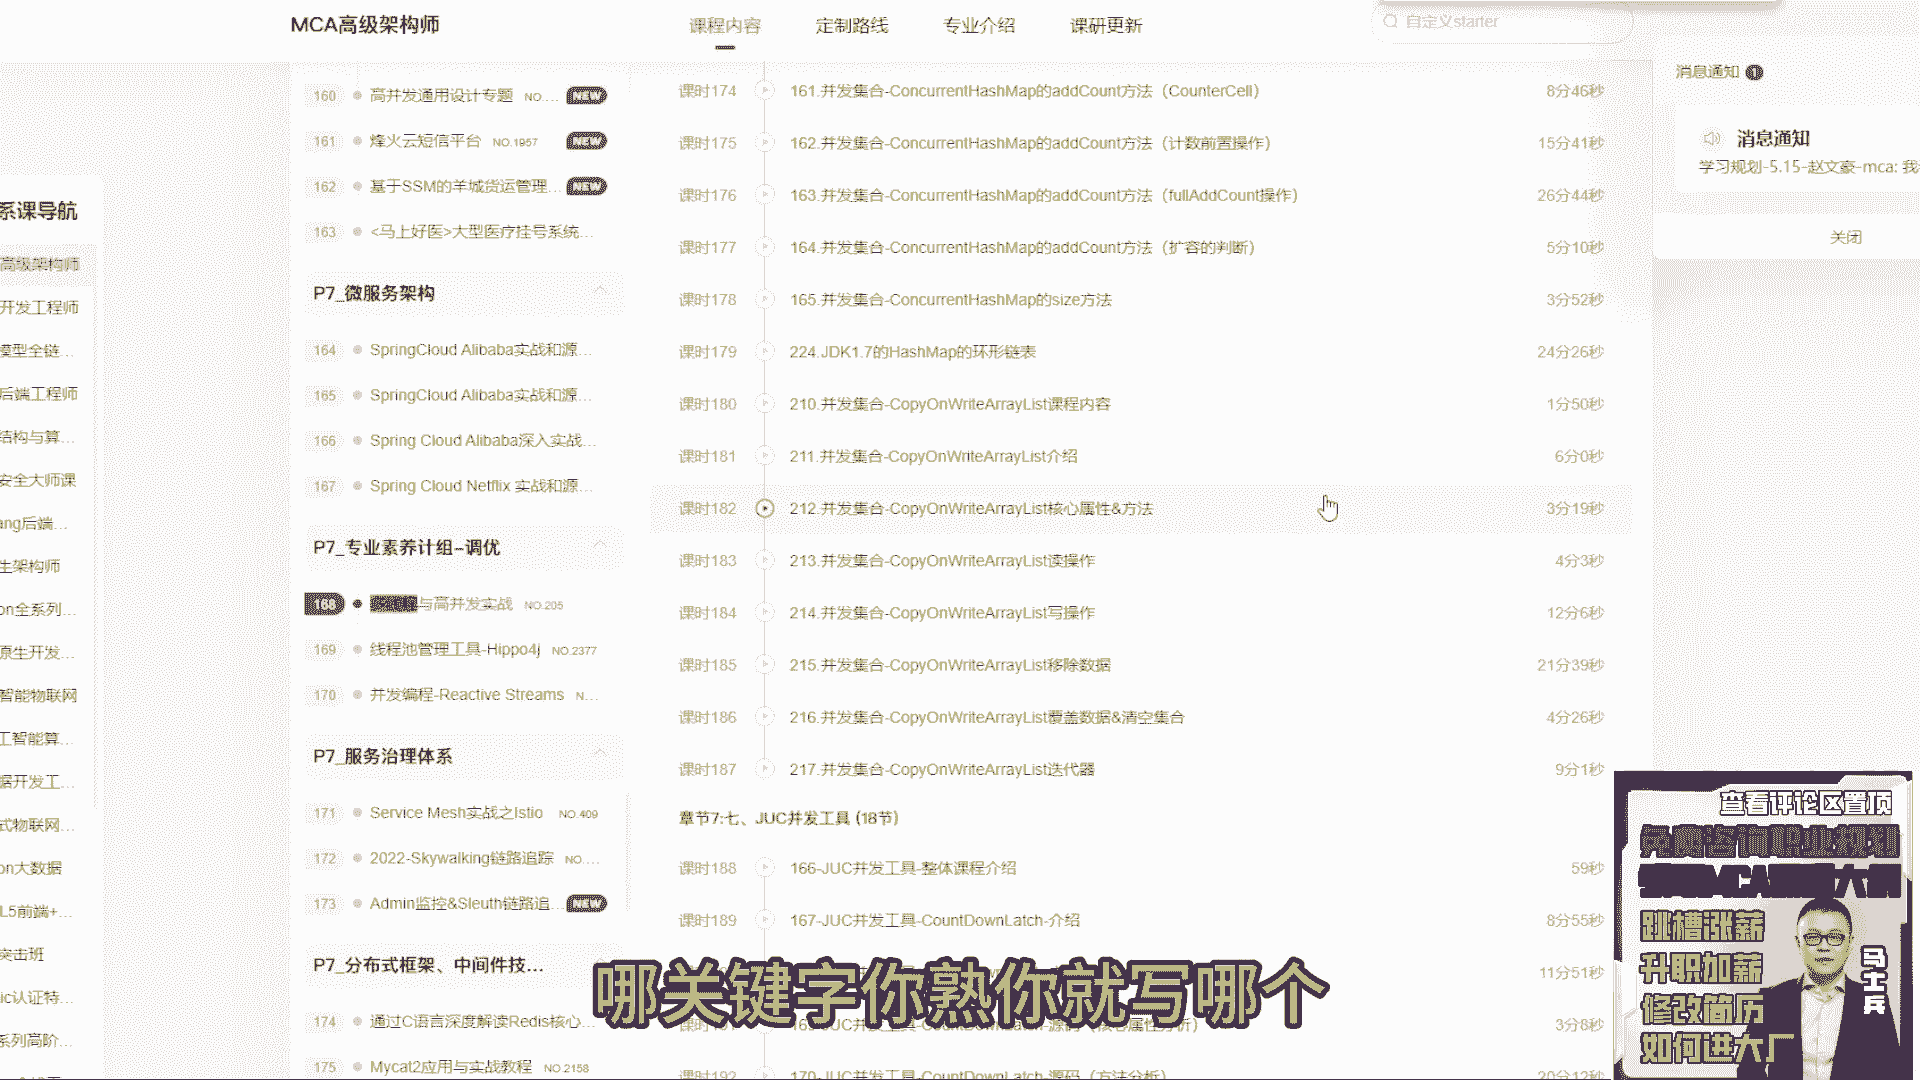 MCA高级架构师
课程内容
定制路线
专业介绍
课研更新
自定义starter
系课导航
高级架构师
开发工程师
模型全链...
后端工程师
结构与算...
安全大师课
ang后端...
生架构师
on全系列...
原生开发...
智能物联网
工智能算...
据开发工...
式物联网...
on大数据
L5前端+...
突击班
ic认证特...
系列高阶...
160 高并发通用设计专题 NO.... NEW
161 烽火云短信平台 NO.1957 NEW
162 基于SSM的羊城货运管理... NEW
163 <马上好医>大型医疗挂号系统...
P7_微服务架构
164 SpringCloud Alibaba实战和源...
165 SpringCloud Alibaba实战和源...
166 Spring Cloud Alibaba深入实战...
167 Spring Cloud Netflix 实战和源...
P7_专业素养计组–调优
168 多线程与高并发实战 NO.205
169 线程池管理工具-Hippo4j NO.2377
170 并发编程-Reactive Streams N...
P7_服务治理体系
171 Service Mesh实战之Istio NO.409
172 2022-Skywalking链路追踪 NO....
173 Admin监控&Sleuth链路追... NEW
P7_分布式框架、中间件技...
174 通过C语言深度解读Redis核心...
175 Mycat2应用与实战教程 NO.2158
课时174 161.并发集合-ConcurrentHashMap的addCount方法（CounterCell） 8分46秒
课时175 162.并发集合-ConcurrentHashMap的addCount方法（计数前置操作） 15分41秒
课时176 163.并发集合-ConcurrentHashMap的addCount方法（fullAddCount操作） 26分44秒
课时177 164.并发集合-ConcurrentHashMap的addCount方法（扩容的判断） 5分10秒
课时178 165.并发集合-ConcurrentHashMap的size方法 3分52秒
课时179 224.JDK1.7的HashMap的环形链表 24分26秒
课时180 210.并发集合-CopyOnWriteArrayList课程内容 1分50秒
课时181 211.并发集合-CopyOnWriteArrayList介绍 6分0秒
课时182 212.并发集合-CopyOnWriteArrayList核心属性&方法 3分19秒
课时183 213.并发集合-CopyOnWriteArrayList读操作 4分3秒
课时184 214.并发集合-CopyOnWriteArrayList写操作 12分6秒
课时185 215.并发集合-CopyOnWriteArrayList移除数据 21分39秒
课时186 216.并发集合-CopyOnWriteArrayList覆盖数据&清空集合 4分26秒
课时187 217.并发集合-CopyOnWriteArrayList迭代器 9分1秒
章节7:七、JUC并发工具 (18节)
课时188 166-JUC并发工具-整体课程介绍 59秒
课时189 167-JUC并发工具-CountDownLatch-介绍 8分55秒
11分51秒
3分8秒
课时192 170-JUC并发工具-CountDownLatch-源码（方法分析） 20分12秒
消息通知 1
消息通知
学习规划-5.15-赵文豪-mca: 我
关闭
查看评论区置顶
免费咨询职业规划
跳槽涨薪
升职加薪
修改简历
如何进大厂
马士兵
哪关键字你熟你就写哪个